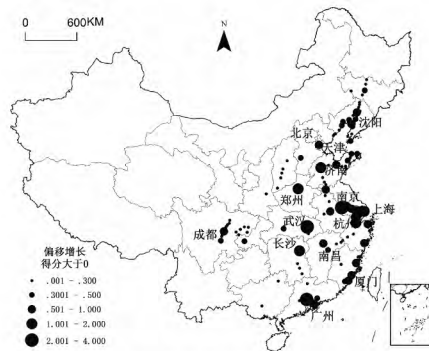 N
0 600KM
沈阳
北京
天津
济南
郑州
南京
上海
杭州
武汉
成都
长沙
南昌
厦门
广州
偏移增长
得分大于0
.001 - .300
.3001 - .500
.501 - 1.000
1.001 - 2.000
2.001 - 4.000